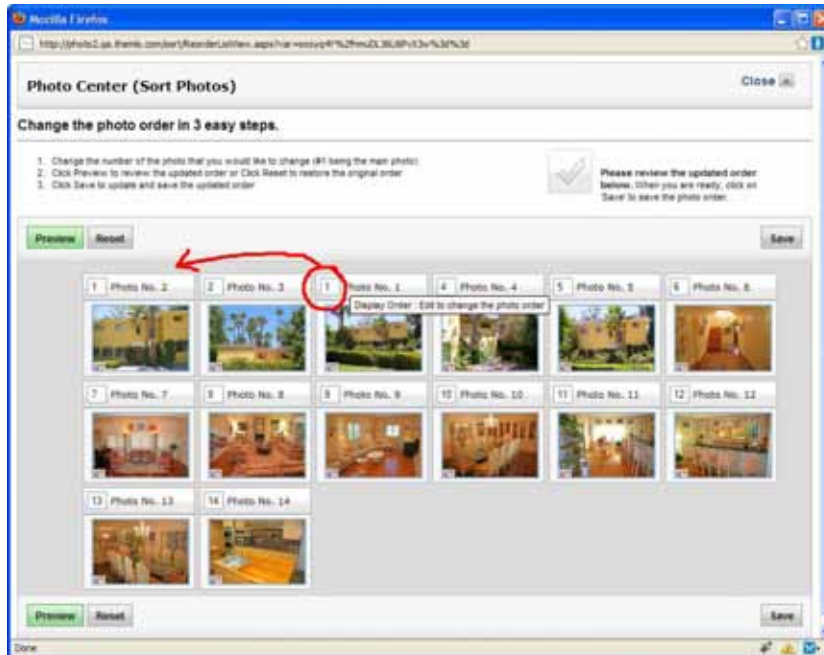 Mozilla Firefox
Photo Center (Sort Photos)
Close
Change the photo order in 3 easy steps.
1. Change the number of the photo that you would like to change (#1 being the main photo)
2. Click Preview to review the updated order or Click Reset to restore the original order
3. Click Save to update and save the updated order
Please review the updated order
below. When you are ready, click on
'Save' to save the photo order.
Preview Reset Save
1 Photo No. 2 2 Photo No. 3 1 Photo No. 1 4 Photo No. 4 5 Photo No. 5 6 Photo No. 6
Display Order : Edit to change the photo order
7 Photo No. 7 8 Photo No. 8 9 Photo No. 9 10 Photo No. 10 11 Photo No. 11 12 Photo No. 12
13 Photo No. 13 14 Photo No. 14
Preview Reset Save
Done